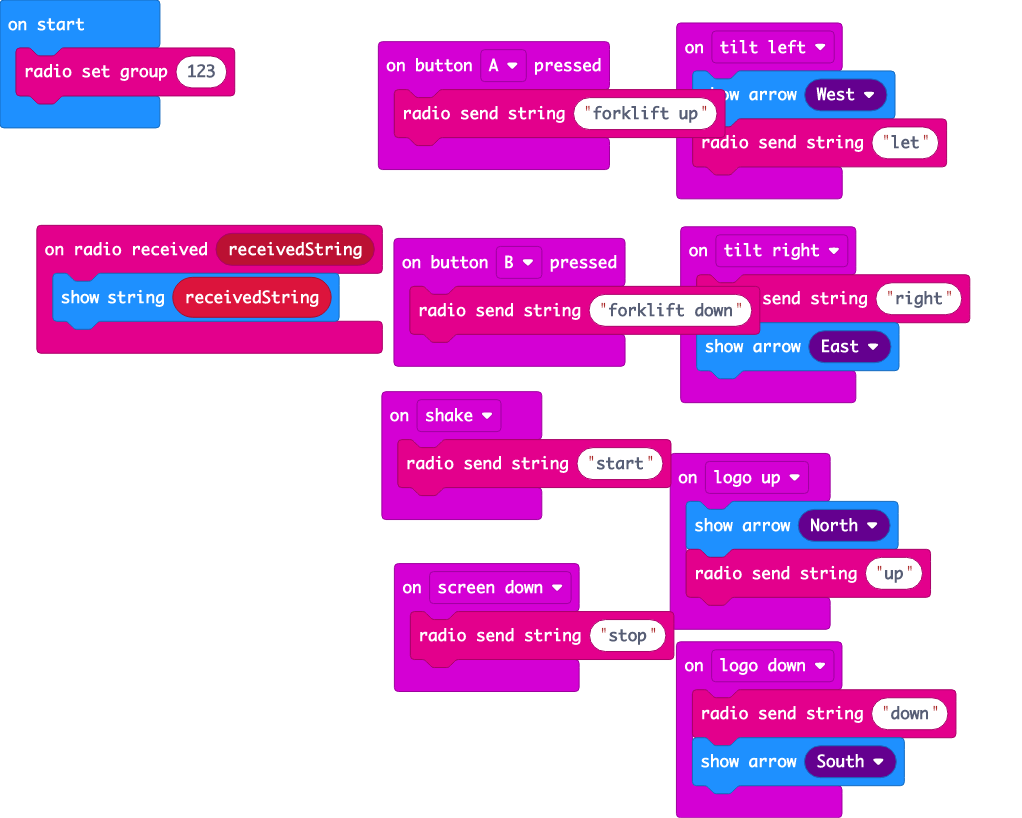 on start
radio set group 123
on radio received receivedString
show string receivedString
on button A pressed
radio send string "forklift up"
on button B pressed
radio send string "forklift down"
on shake
radio send string "start"
on screen down
radio send string "stop"
on tilt left
ow arrow West
radio send string "let"
on tilt right
send string "right"
show arrow East
on logo up
show arrow North
radio send string "up"
on logo down
radio send string "down"
show arrow South